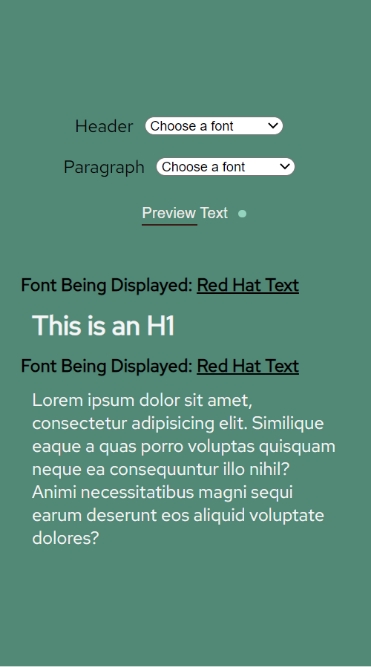 Header Choose a font
Paragraph Choose a font
Preview Text
Font Being Displayed: Red Hat Text
This is an H1
Font Being Displayed: Red Hat Text
Lorem ipsum dolor sit amet,
consectetur adipisicing elit. Similique
eaque a quas porro voluptas quisquam
neque ea consequuntur illo nihil?
Animi necessitatibus magni sequi
earum deserunt eos aliquid voluptate
dolores?